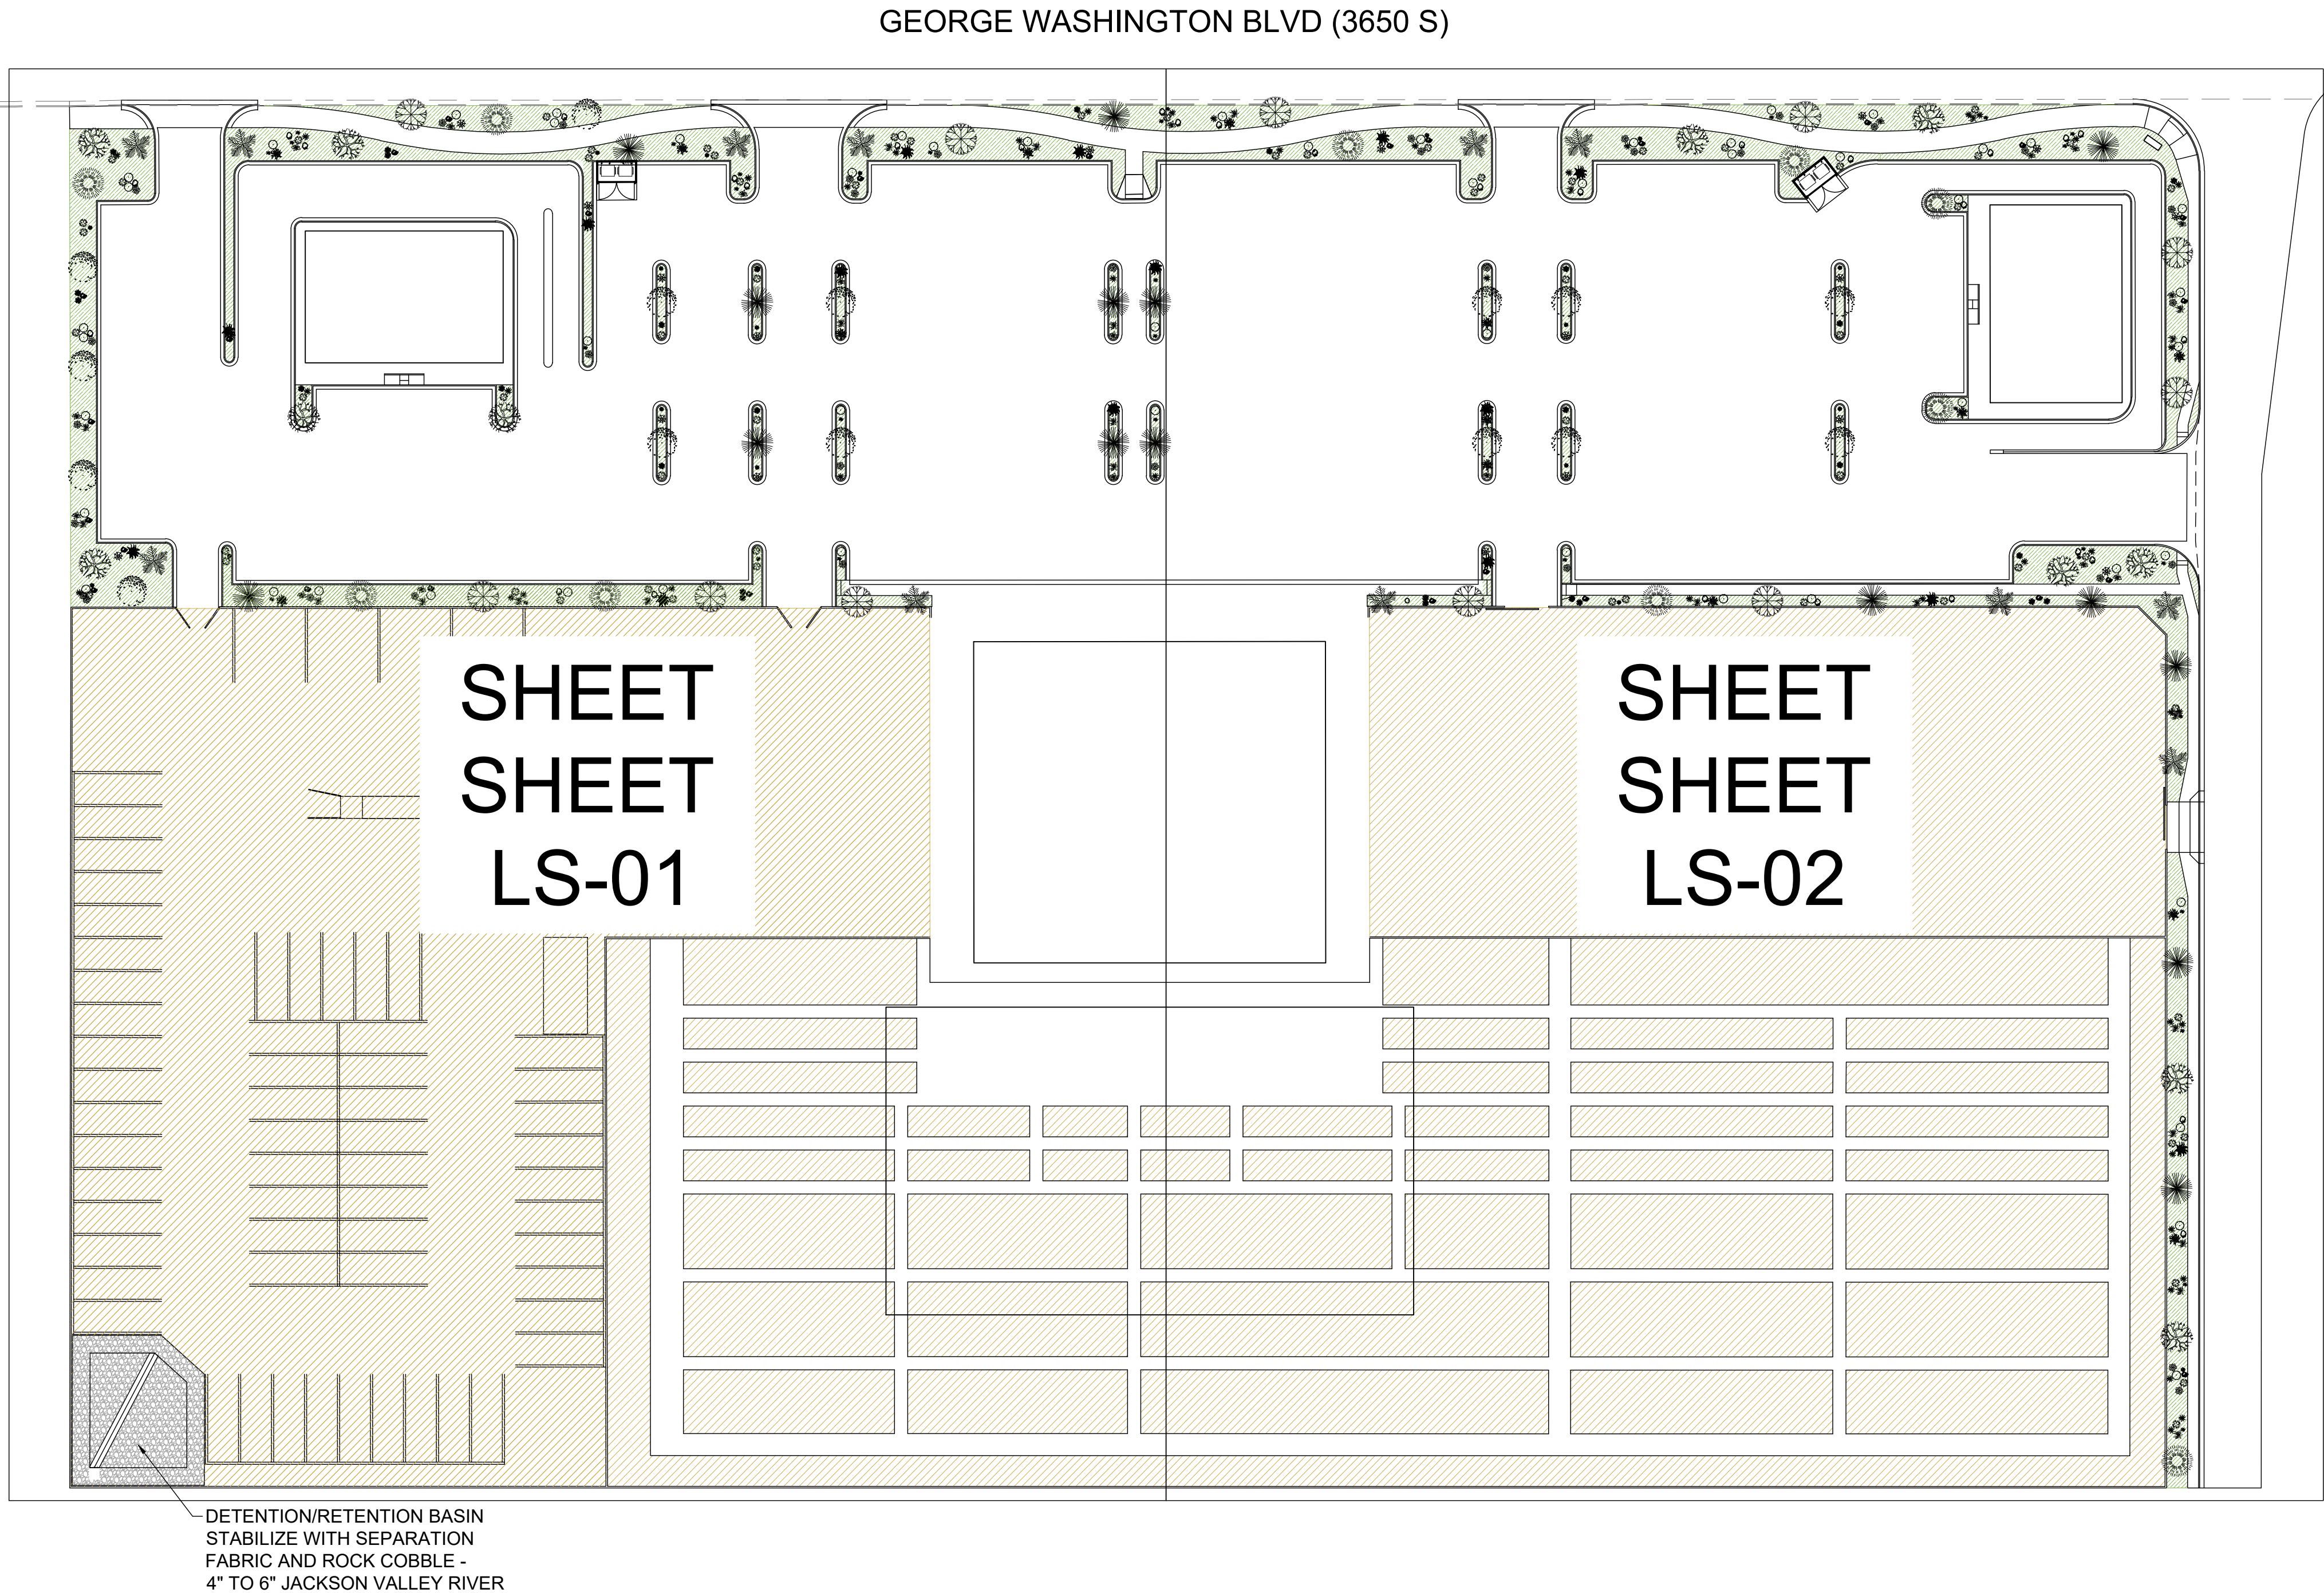 GEORGE WASHINGTON BLVD (3650 S)
SHEET
SHEET
LS-01
SHEET
SHEET
LS-02
DETENTION/RETENTION BASIN
STABILIZE WITH SEPARATION
FABRIC AND ROCK COBBLE -
4" TO 6" JACKSON VALLEY RIVER